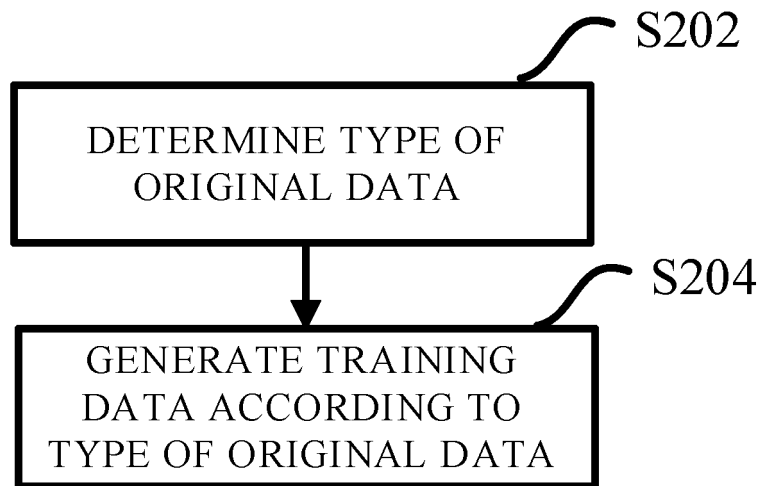 S202
DETERMINE TYPE OF
ORIGINAL DATA
S204
GENERATE TRAINING
DATA ACCORDING TO
TYPE OF ORIGINAL DATA